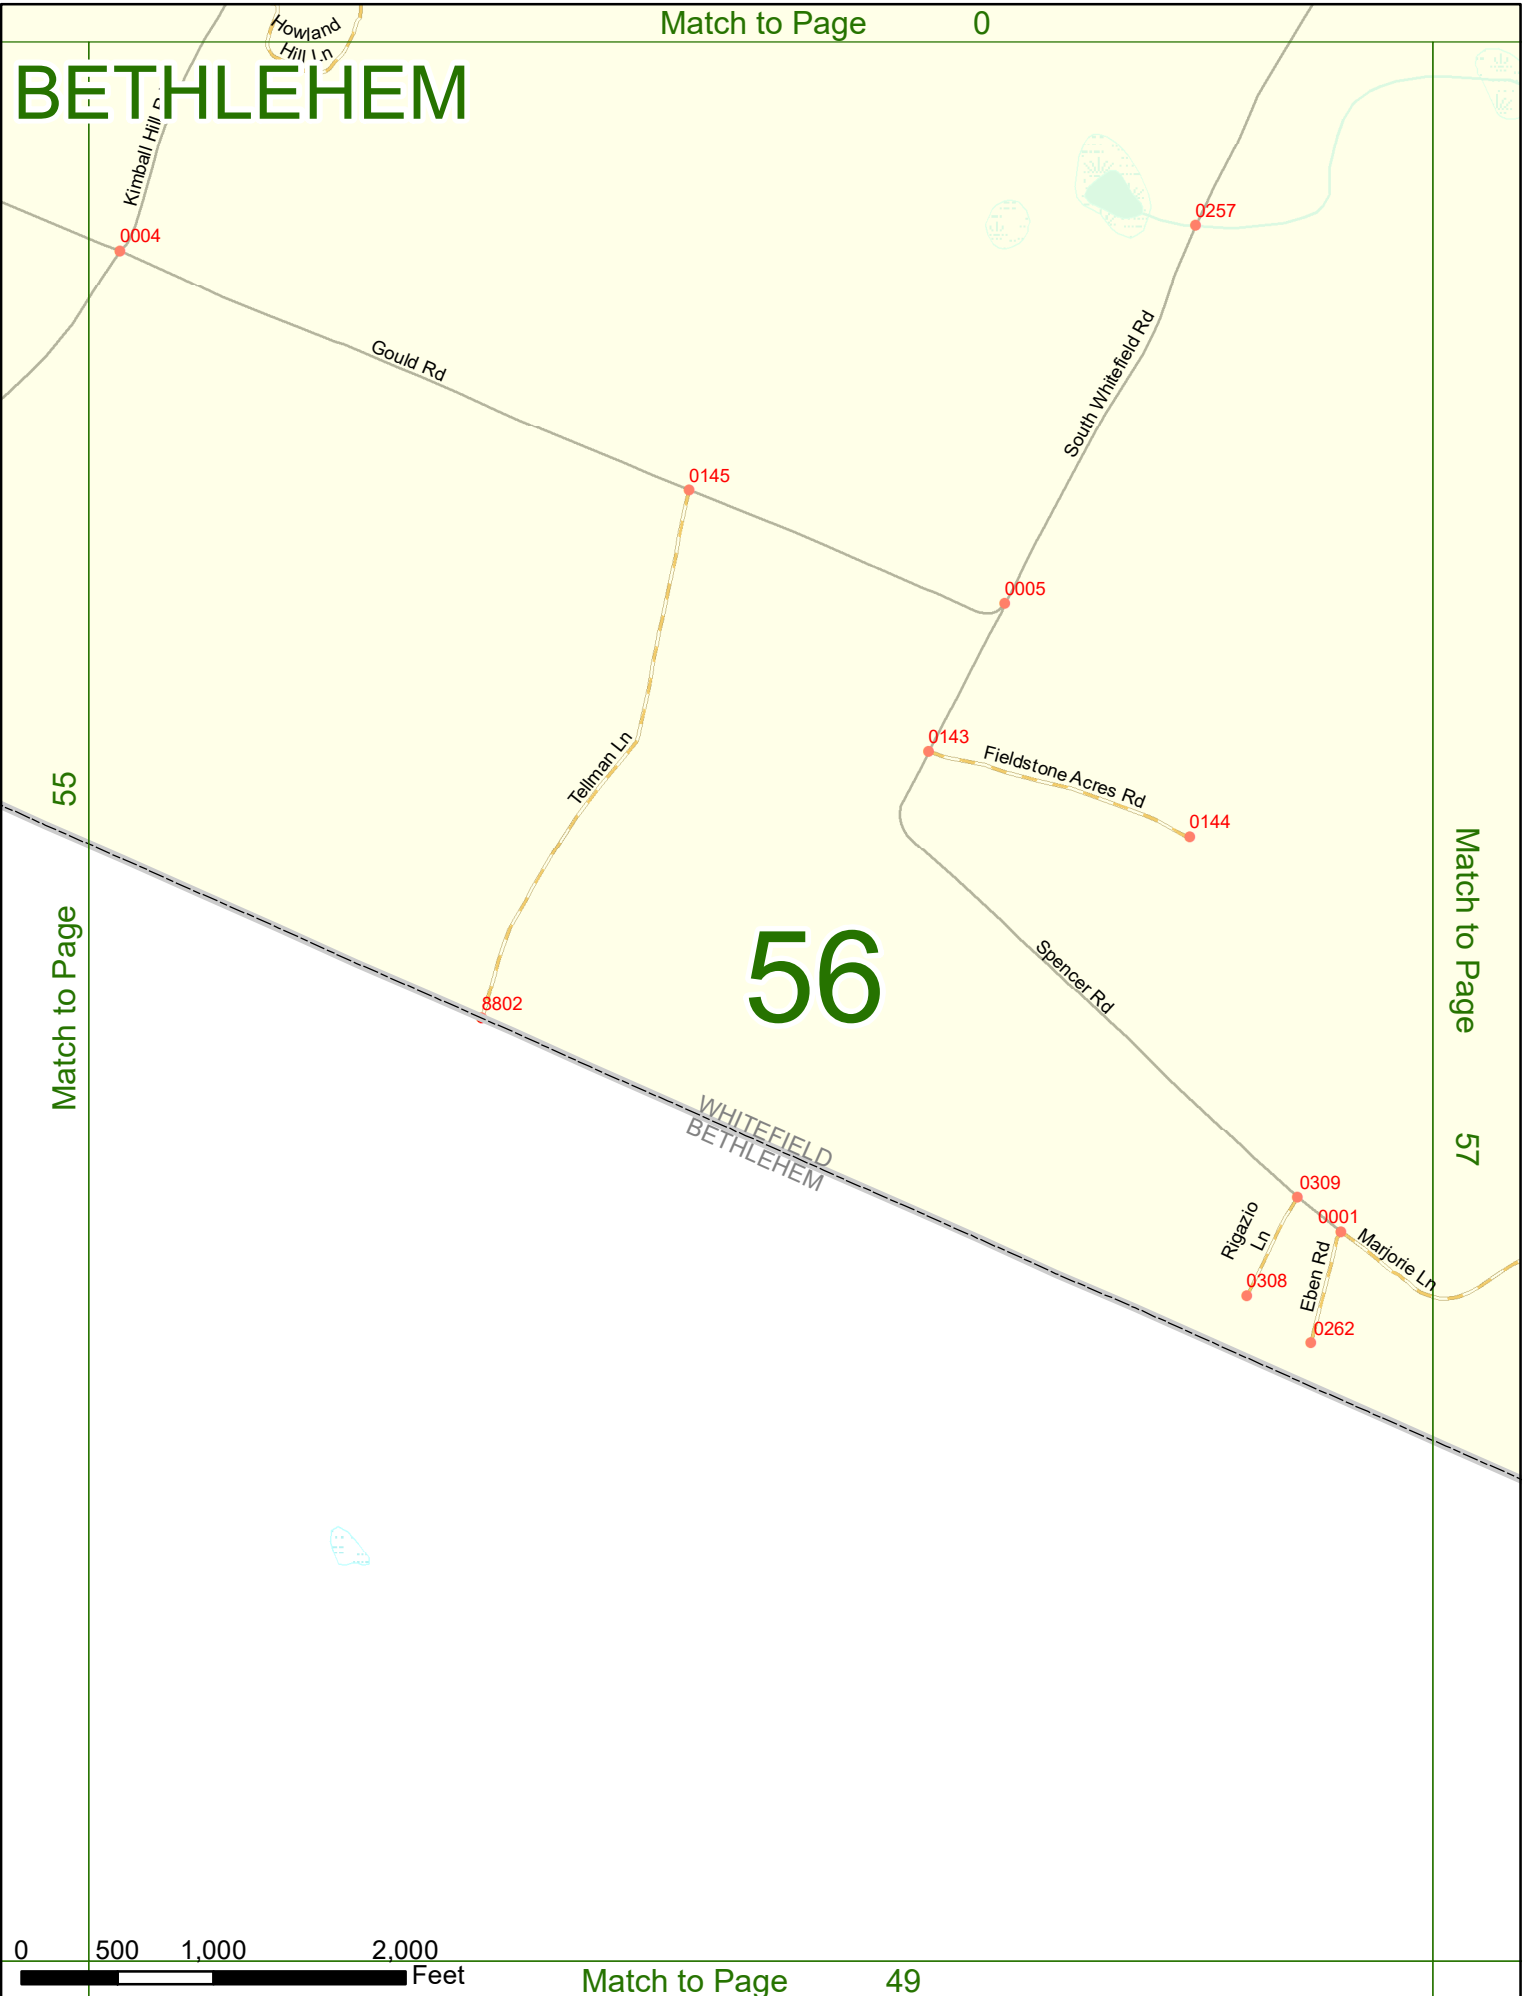 Match to Page 0
Howland
Hill Ln
BETHLEHEM
Kimball Hill
0257
0004
South Whitefield Rd
Gould Rd
0145
0005
0143
Fieldstone Acres Rd
Tellman Ln
0144
Match to Page 55
Match to Page 57
56
Spencer Rd
8802
WHITEFIELD
BETHLEHEM
0309
Rigazio
Ln
0001
Marjorie Ln
Eben Rd
0308
0262
0 500 1,000 2,000
Feet
Match to Page 49